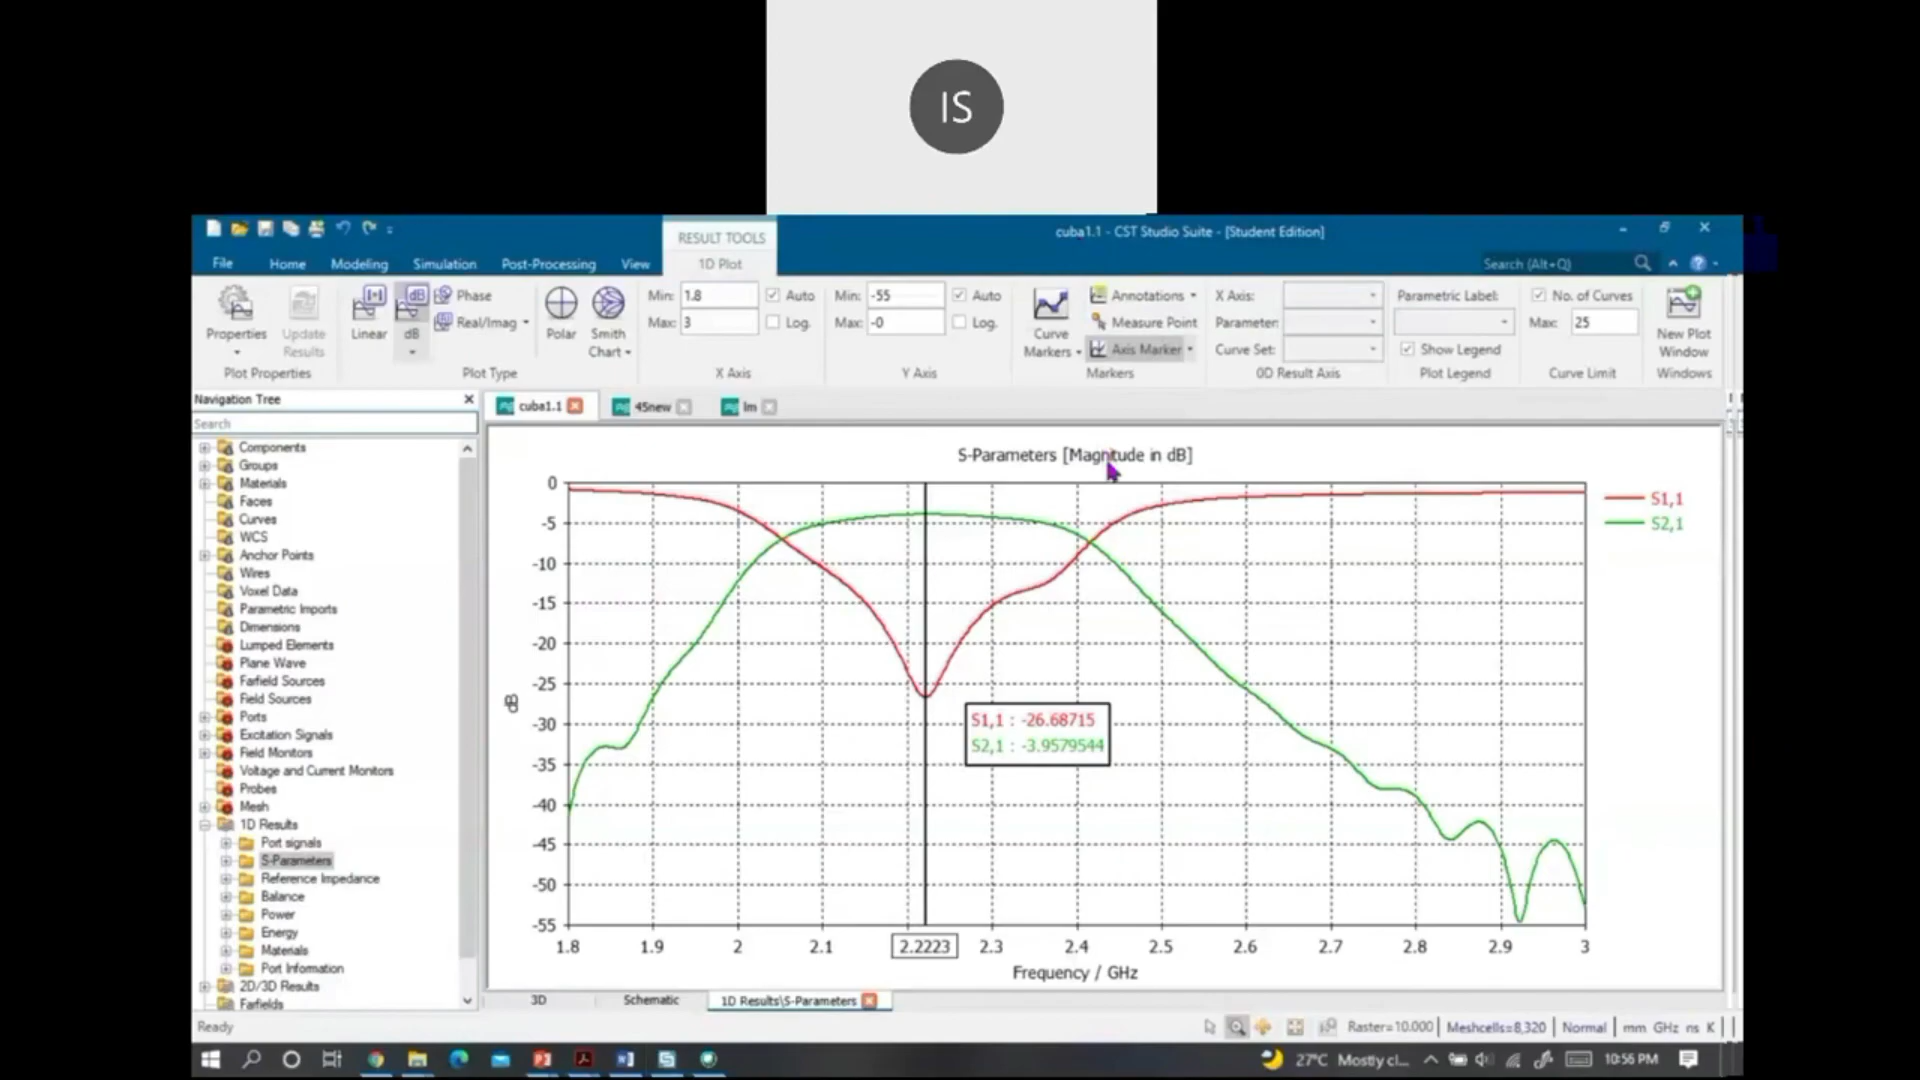 IS
cuba1.1 - CST Studio Suite - [Student Edition]
RESULT TOOLS
File Home Modeling Simulation Post-Processing View 1D Plot Search (Alt+Q)
Properties Update Results
Plot Properties
Linear dB Phase
Real/Imag Polar Smith Chart
Plot Type
Min: 1.8 Auto
Max: 3 Log.
X Axis
Min: -55 Auto
Max: -0 Log.
Y Axis
Curve Markers Annotations
Measure Point
Axis Marker
Markers
X Axis:
Parameter:
Curve Set:
0D Result Axis
Parametric Label:
Show Legend
Plot Legend
No. of Curves
Max: 25
Curve Limit
New Plot Window
Windows
Navigation Tree
Search
Components
Groups
Materials
Faces
Curves
WCS
Anchor Points
Wires
Voxel Data
Parametric Imports
Dimensions
Lumped Elements
Plane Wave
Farfield Sources
Field Sources
Ports
Excitation Signals
Field Monitors
Voltage and Current Monitors
Probes
Mesh
1D Results
Port signals
S-Parameters
Reference Impedance
Balance
Power
Energy
Materials
Port Information
2D/3D Results
Farfields
cuba1.1 45new lm
S-Parameters [Magnitude in dB]
S1,1
S2,1
0
-5
-10
-15
-20
-25
-30
-35
-40
-45
-50
-55
dB
S1,1 : -26.68715
S2,1 : -3.9579544
1.8 1.9 2 2.1 2.2223 2.3 2.4 2.5 2.6 2.7 2.8 2.9 3
Frequency / GHz
3D Schematic 1D Results\S-Parameters
Ready Raster=10.000 Meshcells=8,320 Normal mm GHz ns K
27°C Mostly cl... 10:56 PM